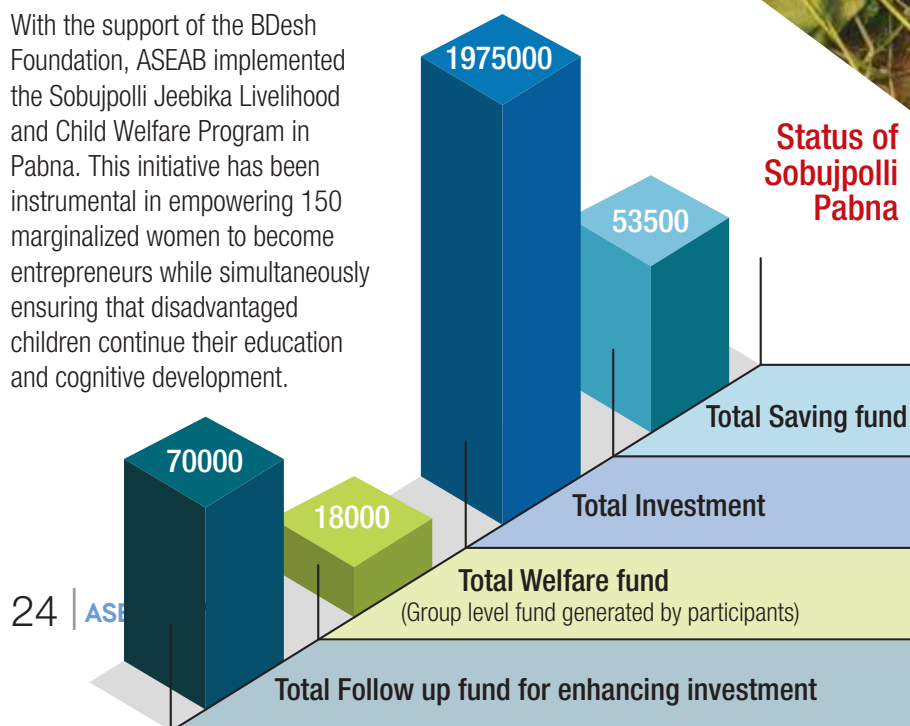 With the support of the BDesh
Foundation, ASEAB implemented
the Sobujpolli Jeebika Livelihood
and Child Welfare Program in
Pabna. This initiative has been
instrumental in empowering 150
marginalized women to become
entrepreneurs while simultaneously
ensuring that disadvantaged
children continue their education
and cognitive development.
Status of
Sobujpolli
Pabna
1975000
53500
70000
18000
Total Saving fund
Total Investment
Total Welfare fund
(Group level fund generated by participants)
Total Follow up fund for enhancing investment
24